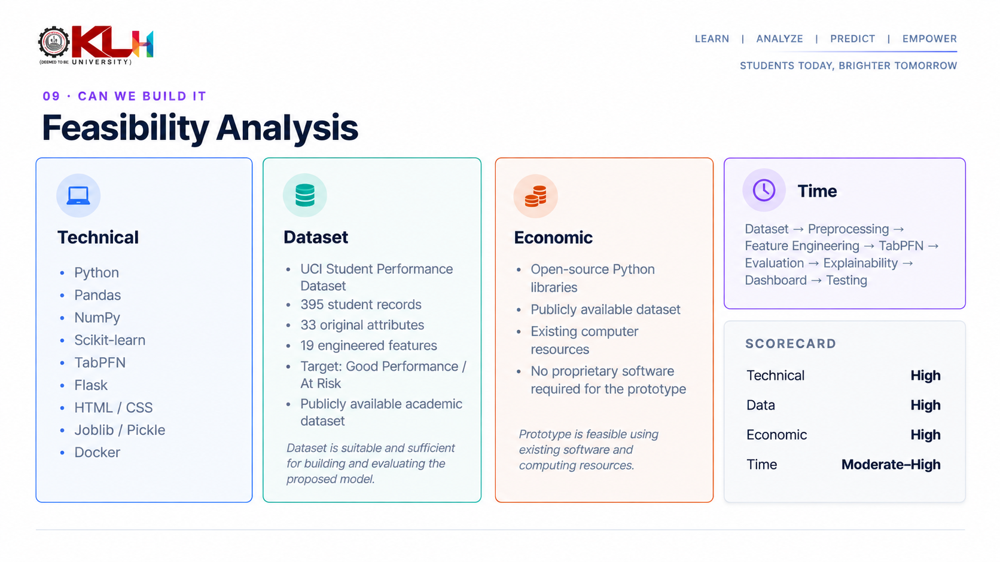 KLH
(DEEMED TO BE UNIVERSITY)
LEARN | ANALYZE | PREDICT | EMPOWER
STUDENTS TODAY, BRIGHTER TOMORROW
09 · CAN WE BUILD IT
Feasibility Analysis
Technical
• Python
• Pandas
• NumPy
• Scikit-learn
• TabPFN
• Flask
• HTML / CSS
• Joblib / Pickle
• Docker
Dataset
• UCI Student Performance
Dataset
• 395 student records
• 33 original attributes
• 19 engineered features
• Target: Good Performance /
At Risk
• Publicly available academic
dataset
Dataset is suitable and sufficient
for building and evaluating the
proposed model.
Economic
• Open-source Python
libraries
• Publicly available dataset
• Existing computer
resources
• No proprietary software
required for the prototype
Prototype is feasible using
existing software and
computing resources.
Time
Dataset → Preprocessing →
Feature Engineering → TabPFN →
Evaluation → Explainability →
Dashboard → Testing
SCORECARD
Technical High
Data High
Economic High
Time Moderate–High